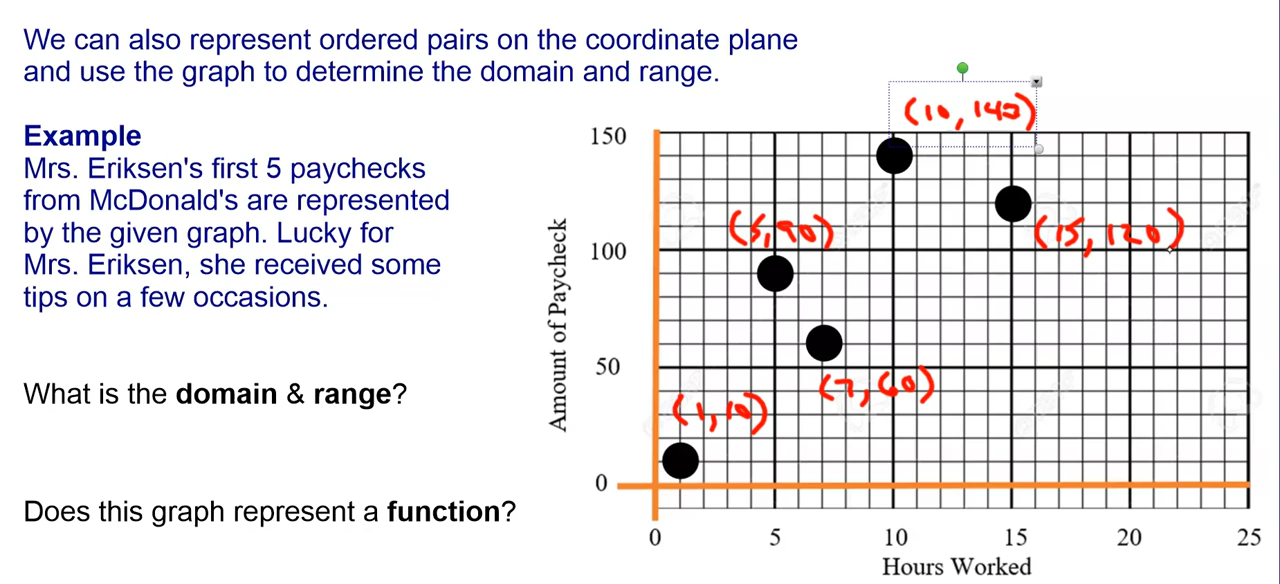 We can also represent ordered pairs on the coordinate plane
and use the graph to determine the domain and range.
Example
Mrs. Eriksen's first 5 paychecks
from McDonald's are represented
by the given graph. Lucky for
Mrs. Eriksen, she received some
tips on a few occasions.
What is the domain & range?
Does this graph represent a function?
(10, 140)
150
(5, 90)
(15, 120)
100
Amount of Paycheck
50
(7, 60)
(1, 10)
0
0 5 10 15 20 25
Hours Worked